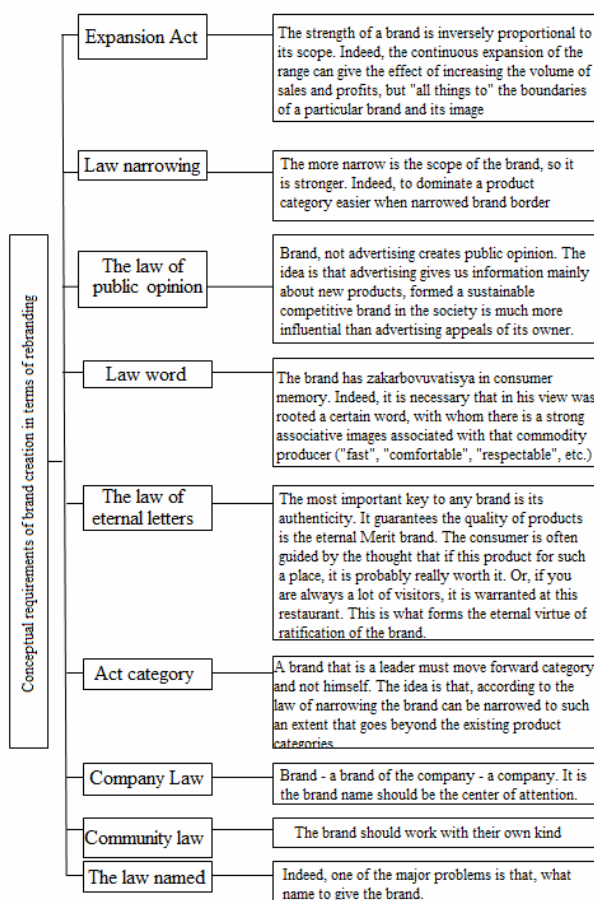 Conceptual requirements of brand creation in terms of rebranding
Expansion Act
The strength of a brand is inversely proportional to
its scope. Indeed, the continuous expansion of the
range can give the effect of increasing the volume of
sales and profits, but "all things to" the boundaries
of a particular brand and its image
Law narrowing
The more narrow is the scope of the brand, so it
is stronger. Indeed, to dominate a product
category easier when narrowed brand border
The law of
public opinion
Brand, not advertising creates public opinion. The
idea is that advertising gives us information mainly
about new products, formed a sustainable
competitive brand in the society is much more
influential than advertising appeals of its owner.
Law word
The brand has zakarbovuvatisya in consumer
memory. Indeed, it is necessary that in his view was
rooted a certain word, with whom there is a strong
associative images associated with that commodity
producer ("fast", "comfortable", "respectable", etc.)
The law of
eternal letters
The most important key to any brand is its
authenticity. It guarantees the quality of products
is the eternal Merit brand. The consumer is often
guided by the thought that if this product for such
a place, it is probably really worth it. Or, if you
are always a lot of visitors, it is warranted at this
restaurant. This is what forms the eternal virtue of
ratification of the brand.
Act category
A brand that is a leader must move forward category
and not himself. The idea is that, according to the
law of narrowing the brand can be narrowed to such
an extent that goes beyond the existing product
categories
Company Law
Brand - a brand of the company - a company. It is
the brand name should be the center of attention.
Community law
The brand should work with their own kind
The law named
Indeed, one of the major problems is that, what
name to give the brand.